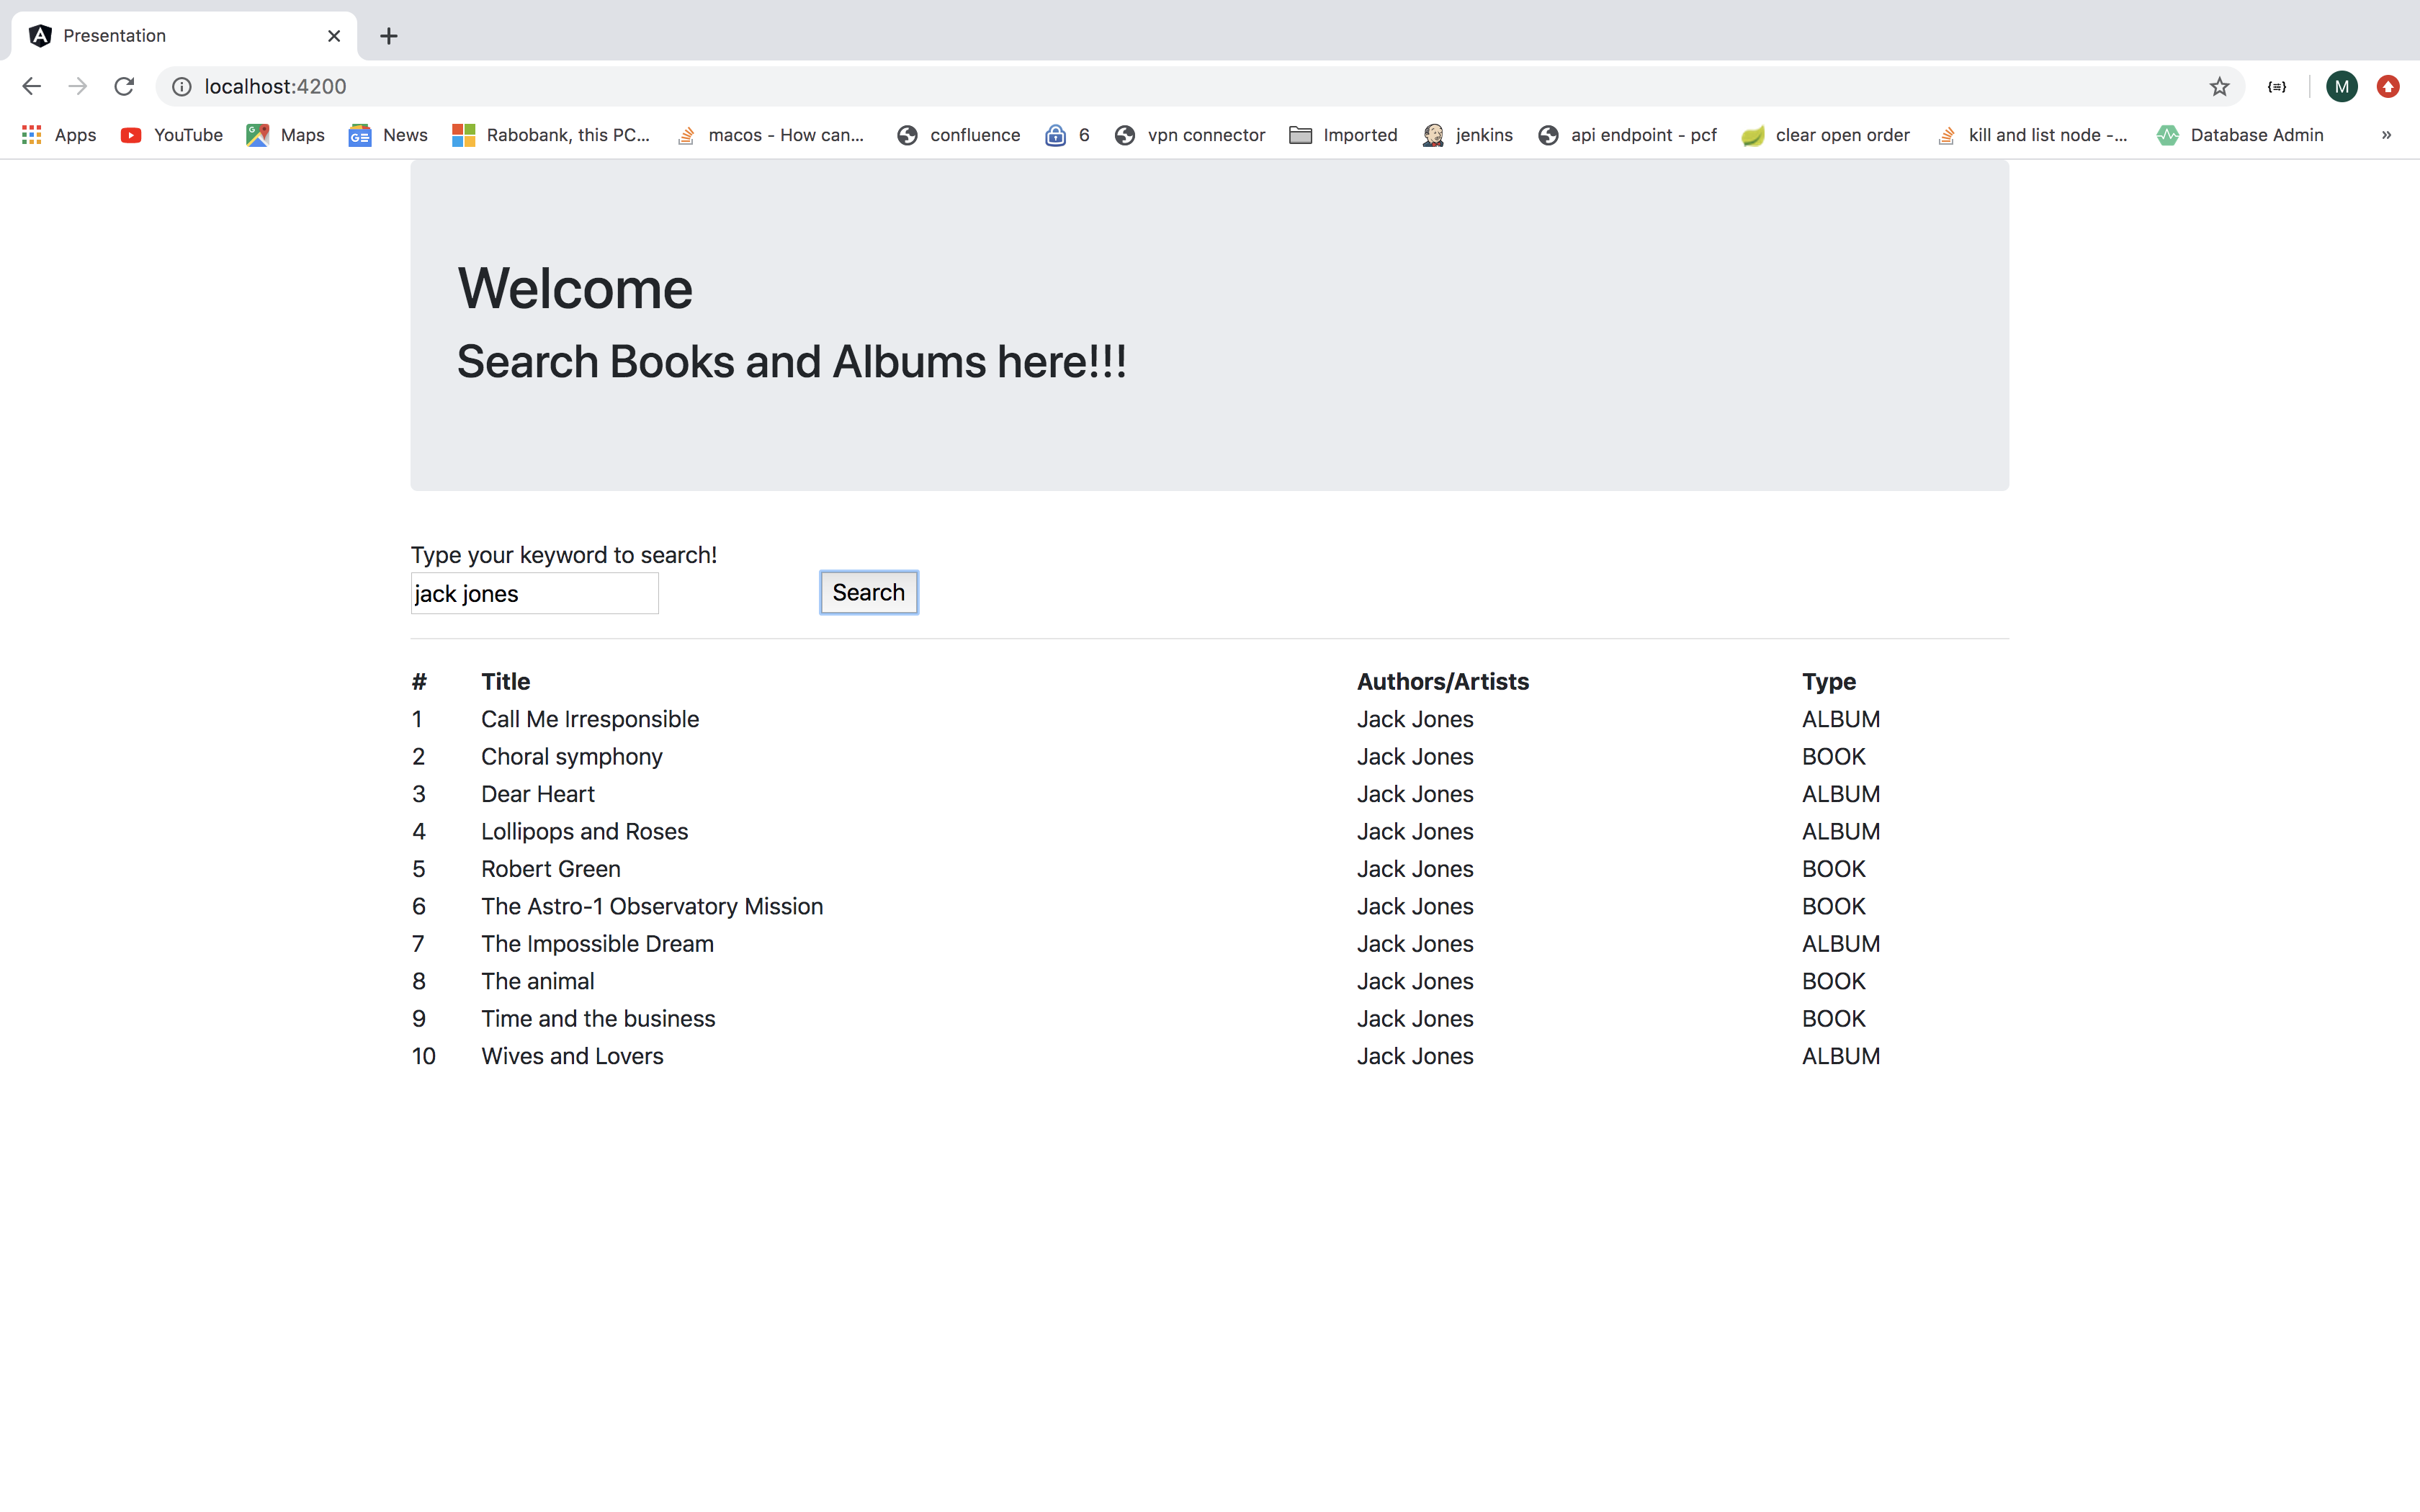 Presentation
localhost:4200
M
Apps YouTube Maps News Rabobank, this PC... macos - How can... confluence 6 vpn connector Imported jenkins api endpoint - pcf clear open order kill and list node -... Database Admin »
Welcome
Search Books and Albums here!!!
Type your keyword to search!
jack jones Search
# Title Authors/Artists Type
1 Call Me Irresponsible Jack Jones ALBUM
2 Choral symphony Jack Jones BOOK
3 Dear Heart Jack Jones ALBUM
4 Lollipops and Roses Jack Jones ALBUM
5 Robert Green Jack Jones BOOK
6 The Astro-1 Observatory Mission Jack Jones BOOK
7 The Impossible Dream Jack Jones ALBUM
8 The animal Jack Jones BOOK
9 Time and the business Jack Jones BOOK
10 Wives and Lovers Jack Jones ALBUM